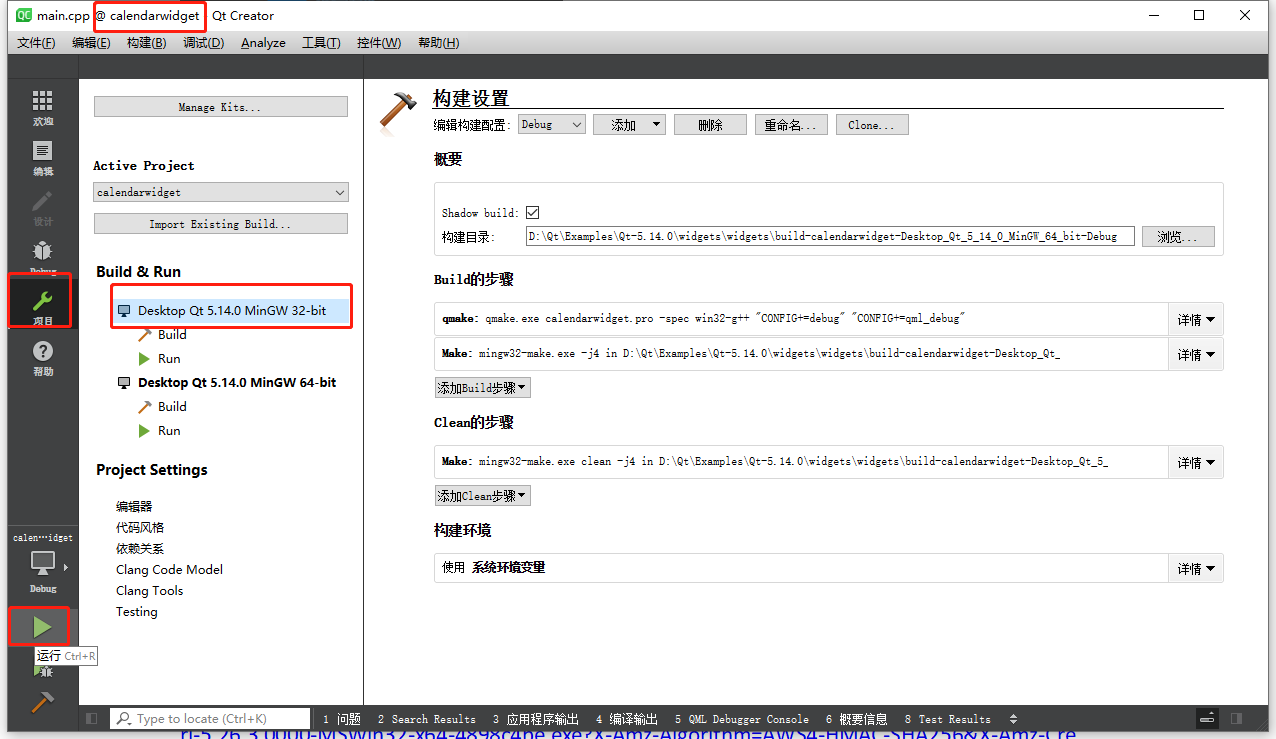 main.cpp @ calendarwidget - Qt Creator
文件(F) 编辑(E) 构建(B) 调试(D) Analyze 工具(T) 控件(W) 帮助(H)
欢迎
编辑
设计
Debug
项目
帮助
calen…idget
Debug
运行 Ctrl+R
Manage Kits...
Active Project
calendarwidget
Import Existing Build...
Build & Run
Desktop Qt 5.14.0 MinGW 32-bit
Build
Run
Desktop Qt 5.14.0 MinGW 64-bit
Build
Run
Project Settings
编辑器
代码风格
依赖关系
Clang Code Model
Clang Tools
Testing
构建设置
编辑构建配置: Debug 添加 删除 重命名... Clone...
概要
Shadow build:
构建目录: D:\Qt\Examples\Qt-5.14.0\widgets\widgets\build-calendarwidget-Desktop_Qt_5_14_0_MinGW_64_bit-Debug 浏览...
Build的步骤
qmake: qmake.exe calendarwidget.pro -spec win32-g++ "CONFIG+=debug" "CONFIG+=qml_debug" 详情
Make: mingw32-make.exe -j4 in D:\Qt\Examples\Qt-5.14.0\widgets\widgets\build-calendarwidget-Desktop_Qt_ 详情
添加Build步骤
Clean的步骤
Make: mingw32-make.exe clean -j4 in D:\Qt\Examples\Qt-5.14.0\widgets\widgets\build-calendarwidget-Desktop_Qt_5_ 详情
添加Clean步骤
构建环境
使用 系统环境变量 详情
Type to locate (Ctrl+K) 1 问题 2 Search Results 3 应用程序输出 4 编译输出 5 QML Debugger Console 6 概要信息 8 Test Results